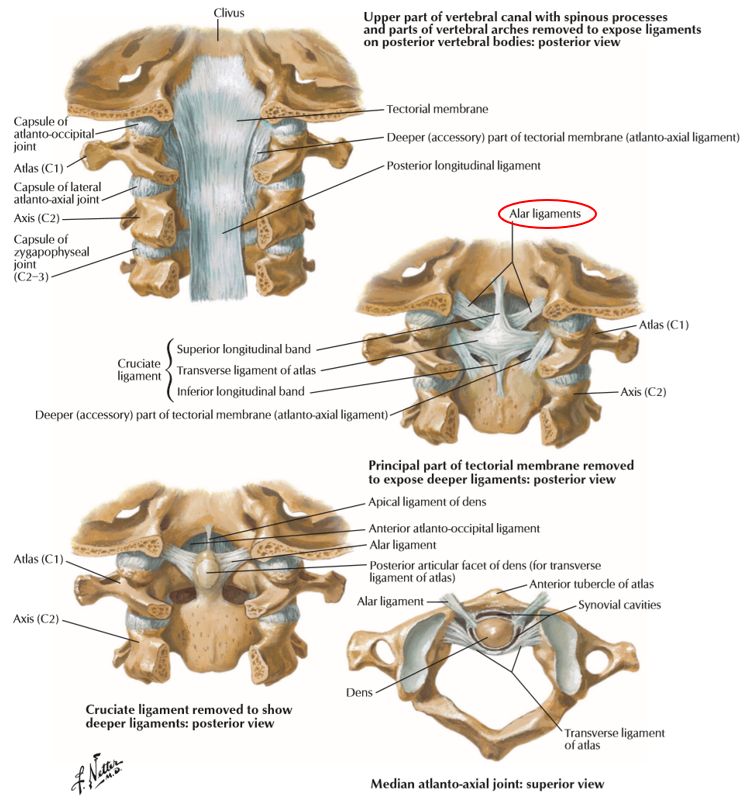 Clivus
Upper part of vertebral canal with spinous processes
and parts of vertebral arches removed to expose ligaments
on posterior vertebral bodies: posterior view
Capsule of
atlanto-occipital
joint
Atlas (C1)
Capsule of lateral
atlanto-axial joint
Axis (C2)
Capsule of
zygapophyseal
joint
(C2–3)
Tectorial membrane
Deeper (accessory) part of tectorial membrane (atlanto-axial ligament)
Posterior longitudinal ligament
Alar ligaments
Cruciate
ligament
Superior longitudinal band
Transverse ligament of atlas
Inferior longitudinal band
Deeper (accessory) part of tectorial membrane (atlanto-axial ligament)
Atlas (C1)
Axis (C2)
Principal part of tectorial membrane removed
to expose deeper ligaments: posterior view
Apical ligament of dens
Anterior atlanto-occipital ligament
Alar ligament
Posterior articular facet of dens (for transverse
ligament of atlas)
Atlas (C1)
Axis (C2)
Cruciate ligament removed to show
deeper ligaments: posterior view
Anterior tubercle of atlas
Alar ligament
Synovial cavities
Dens
Transverse ligament
of atlas
Median atlanto-axial joint: superior view
F. Netter
M.D.